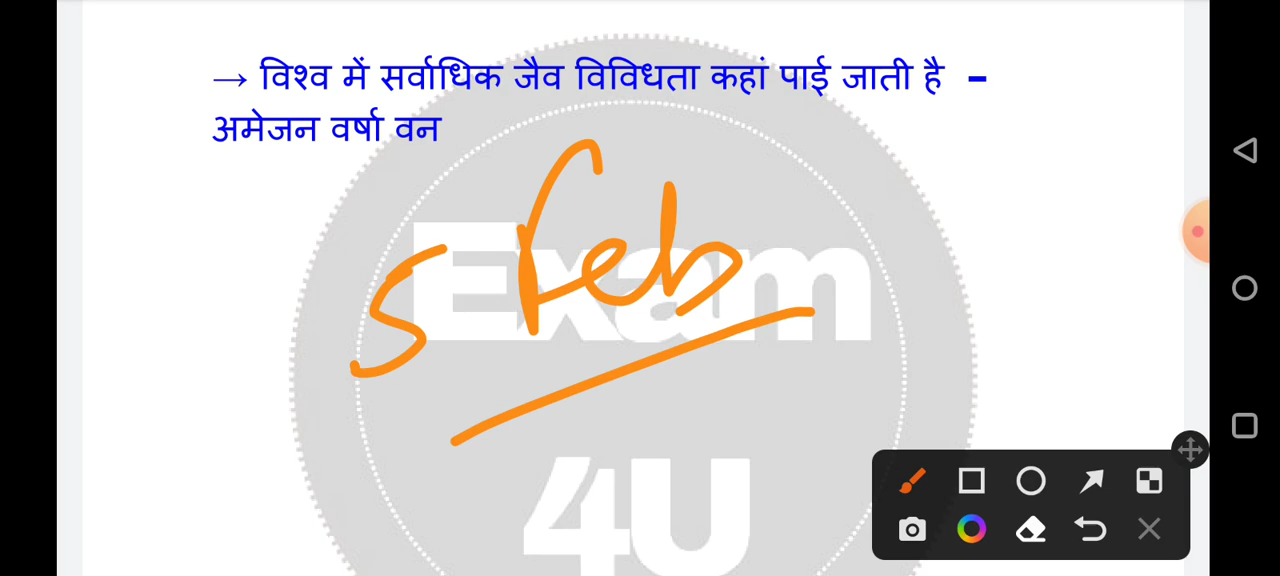 → विश्व में सर्वाधिक जैव विविधता कहां पाई जाती है –
अमेजन वर्षा वन
5 feb
Exam
4U